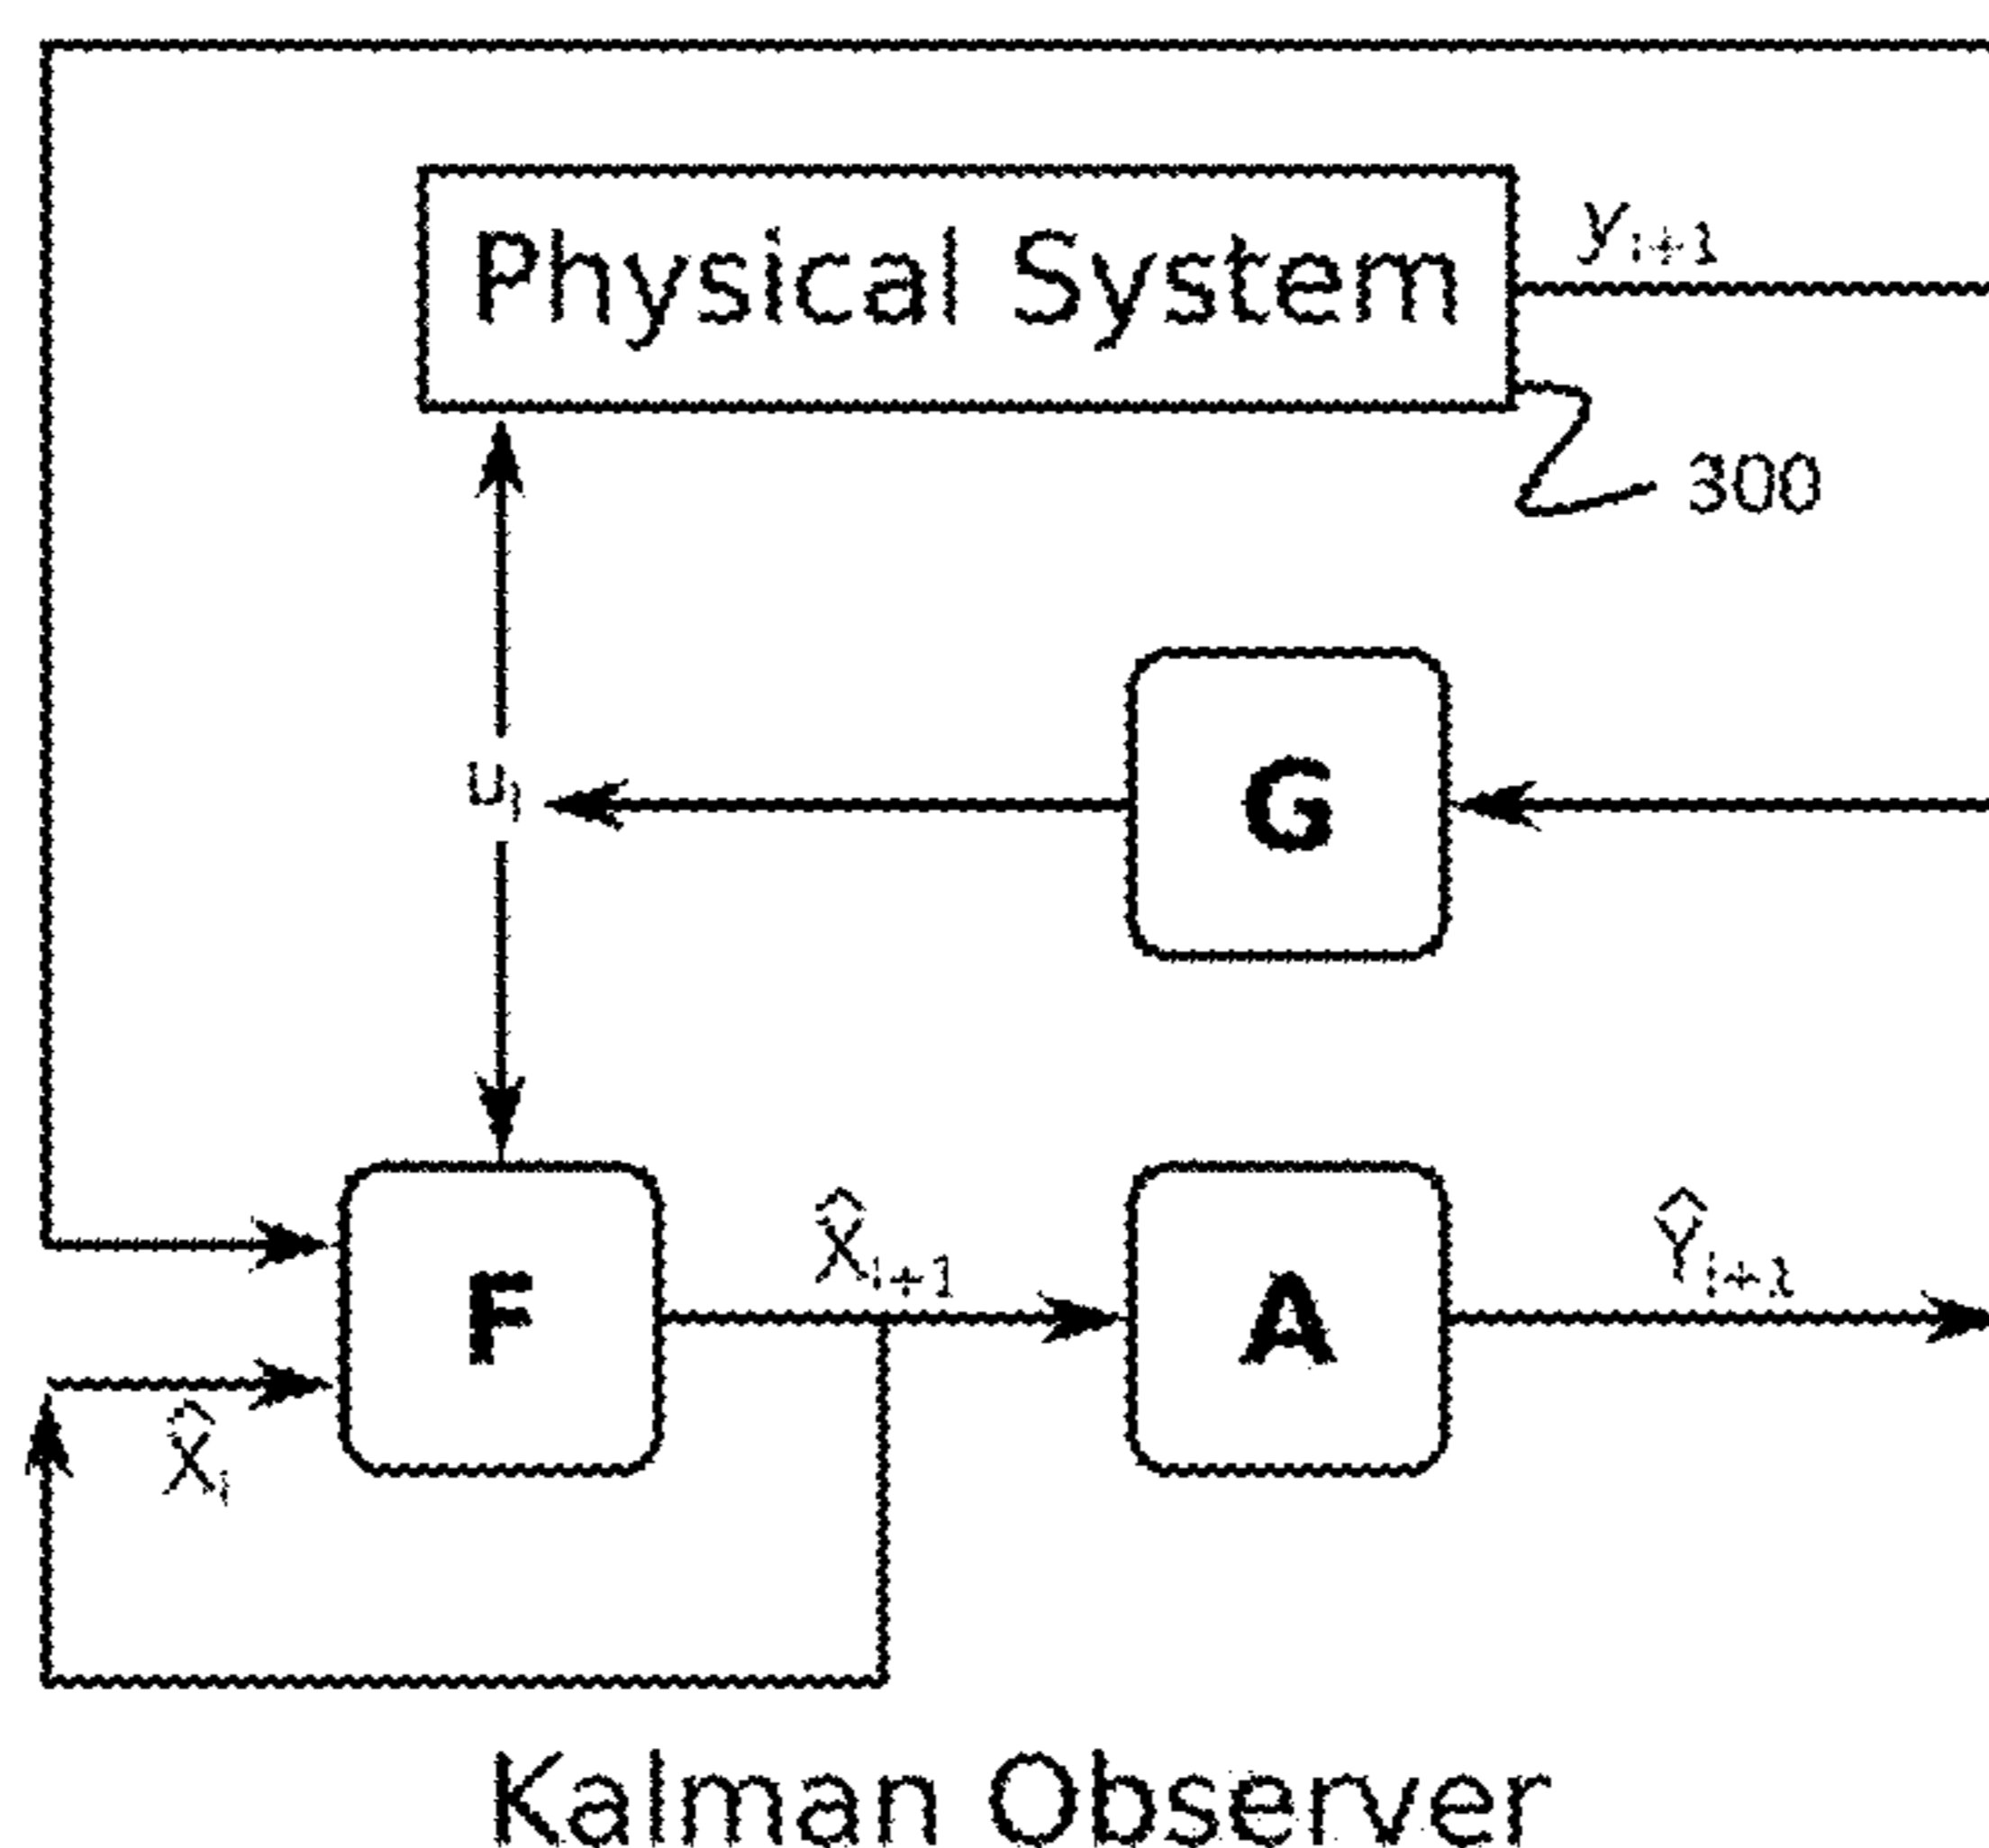 Physical System
y_{i+1}
300
G
u_i
F
X̂_{i+1}
A
Ŷ_{i+1}
X̂_i
Kalman Observer